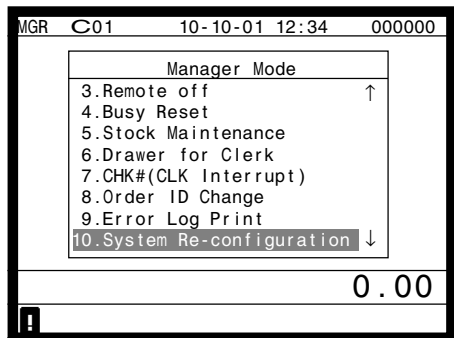 MGR C01 10-10-01 12:34 000000
Manager Mode
3.Remote off ↑
4.Busy Reset
5.Stock Maintenance
6.Drawer for Clerk
7.CHK#(CLK Interrupt)
8.Order ID Change
9.Error Log Print
10.System Re-configuration ↓
0.00
!